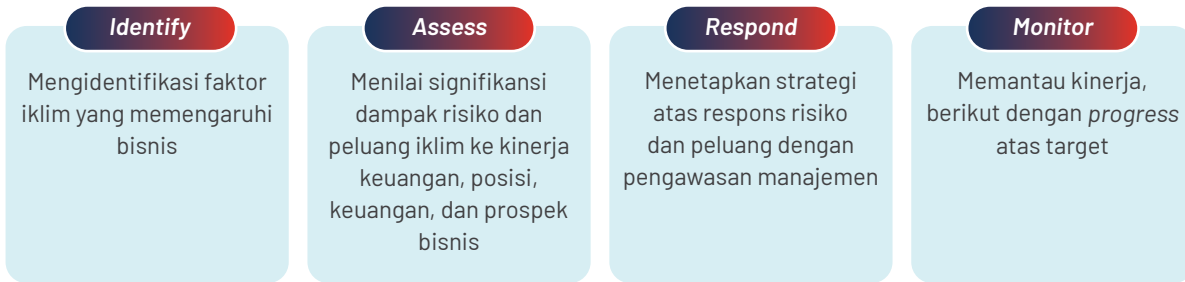 Identify
Mengidentifikasi faktor
iklim yang memengaruhi
bisnis
Assess
Menilai signifikansi
dampak risiko dan
peluang iklim ke kinerja
keuangan, posisi,
keuangan, dan prospek
bisnis
Respond
Menetapkan strategi
atas respons risiko
dan peluang dengan
pengawasan manajemen
Monitor
Memantau kinerja,
berikut dengan progress
atas target